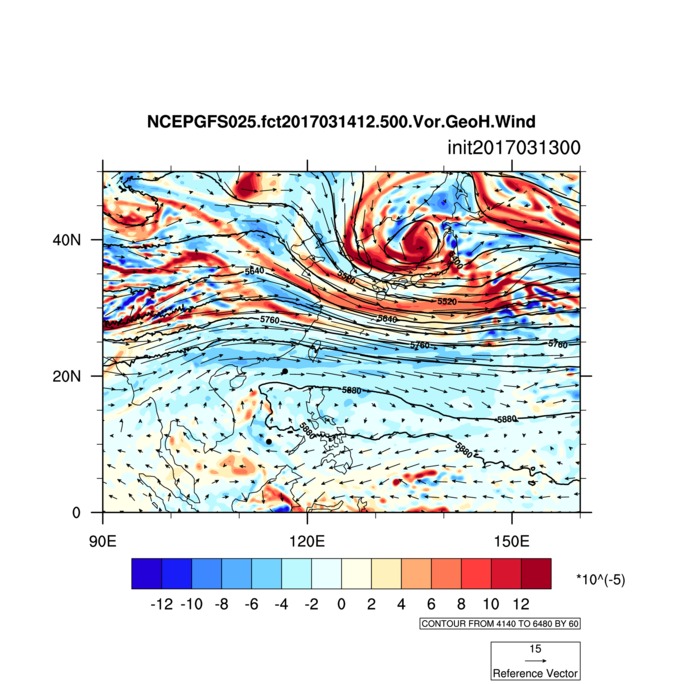 NCEPGFS025.fct2017031412.500.Vor.GeoH.Wind
init2017031300
40N
20N
0
5640
5520
5640
5760
5760
5760
5880
5880
5880
5880
90E 120E 150E
-12 -10 -8 -6 -4 -2 0 2 4 6 8 10 12
*10^(-5)
CONTOUR FROM 4140 TO 6480 BY 60
15
Reference Vector